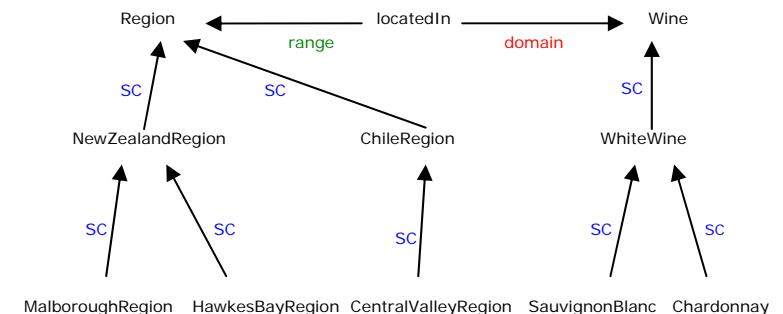 Region locatedIn Wine
range domain
SC SC SC
NewZealandRegion ChileRegion WhiteWine
SC SC SC SC SC
MalboroughRegion HawkesBayRegion CentralValleyRegion SauvignonBlanc Chardonnay